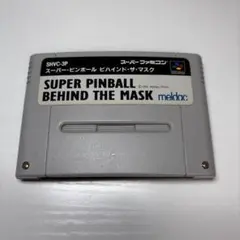 SHVC-3P
スーパーファミコン
スーパー・ピンボール ビハインド・ザ・マスク
SUPER PINBALL
BEHIND THE MASK
meldac